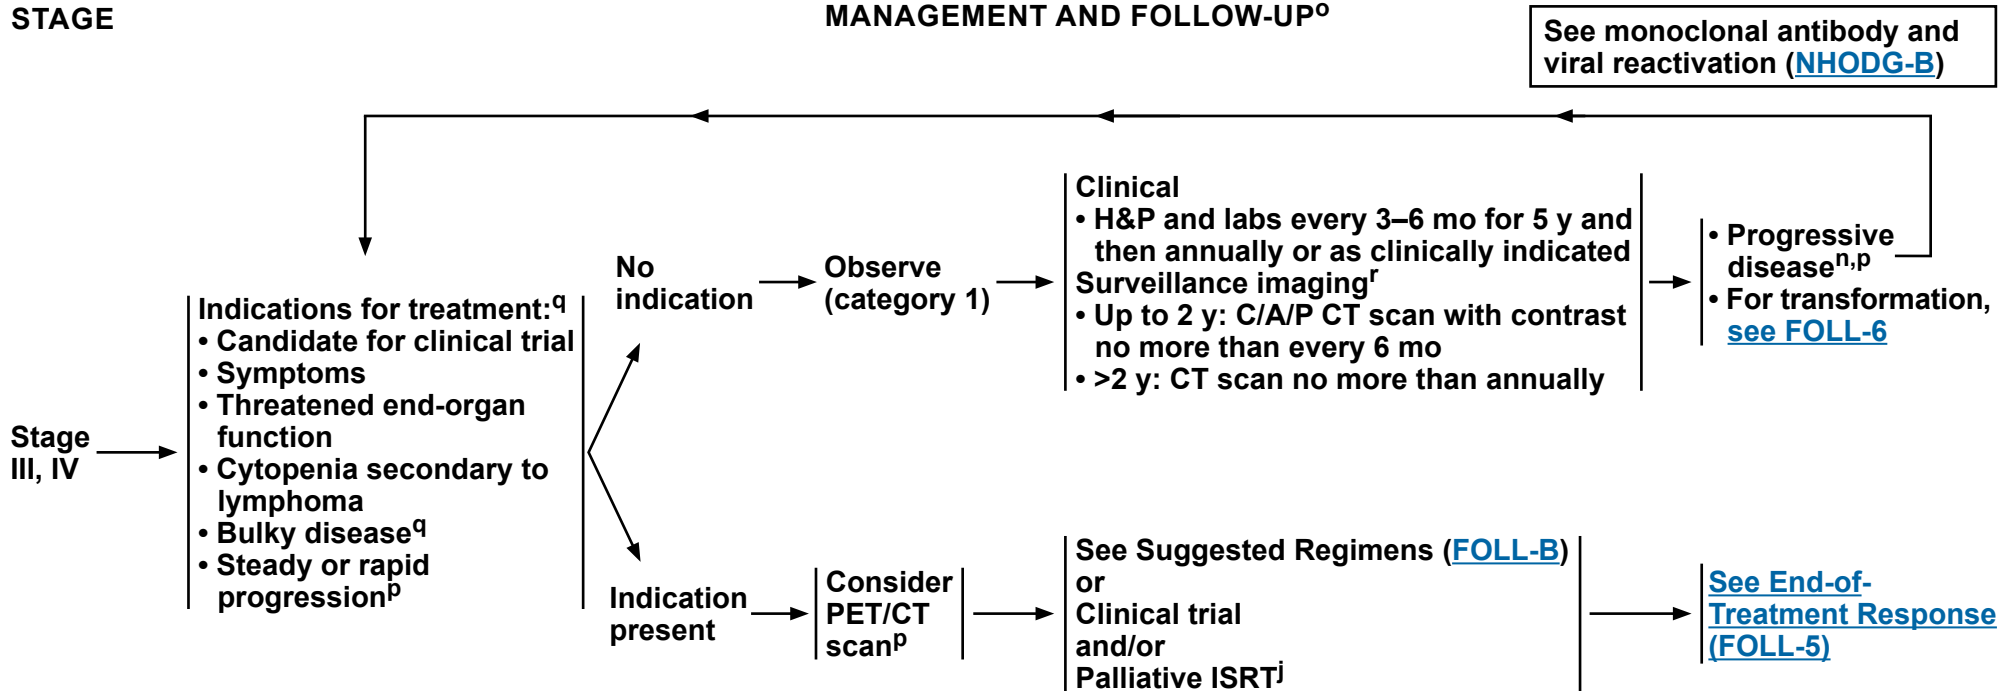 STAGE
MANAGEMENT AND FOLLOW-UPᵒ
See monoclonal antibody and
viral reactivation (NHODG-B)
Stage
III, IV
Indications for treatment:q
• Candidate for clinical trial
• Symptoms
• Threatened end-organ
function
• Cytopenia secondary to
lymphoma
• Bulky diseaseq
• Steady or rapid
progressionp
No
indication
Observe
(category 1)
Clinical
• H&P and labs every 3–6 mo for 5 y and
then annually or as clinically indicated
Surveillance imagingr
• Up to 2 y: C/A/P CT scan with contrast
no more than every 6 mo
• >2 y: CT scan no more than annually
• Progressive
diseasen,p
• For transformation,
see FOLL-6
Indication
present
Consider
PET/CT
scanp
See Suggested Regimens (FOLL-B)
or
Clinical trial
and/or
Palliative ISRTj
See End-of-
Treatment Response
(FOLL-5)